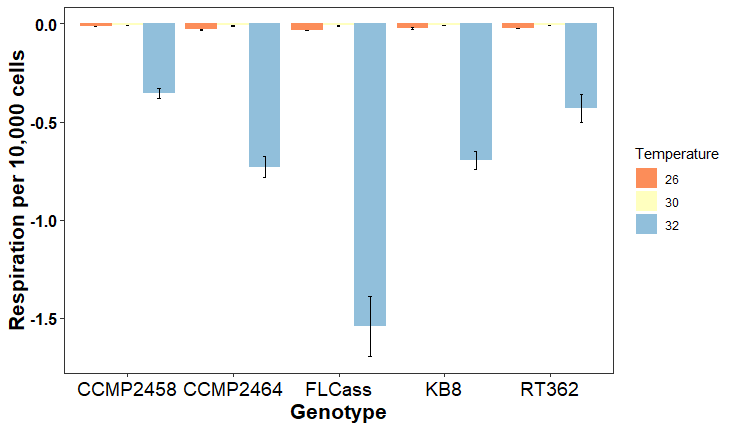 Respiration per 10,000 cells
0.0
-0.5
-1.0
-1.5
CCMP2458 CCMP2464 FLCass KB8 RT362
Genotype
Temperature
26
30
32